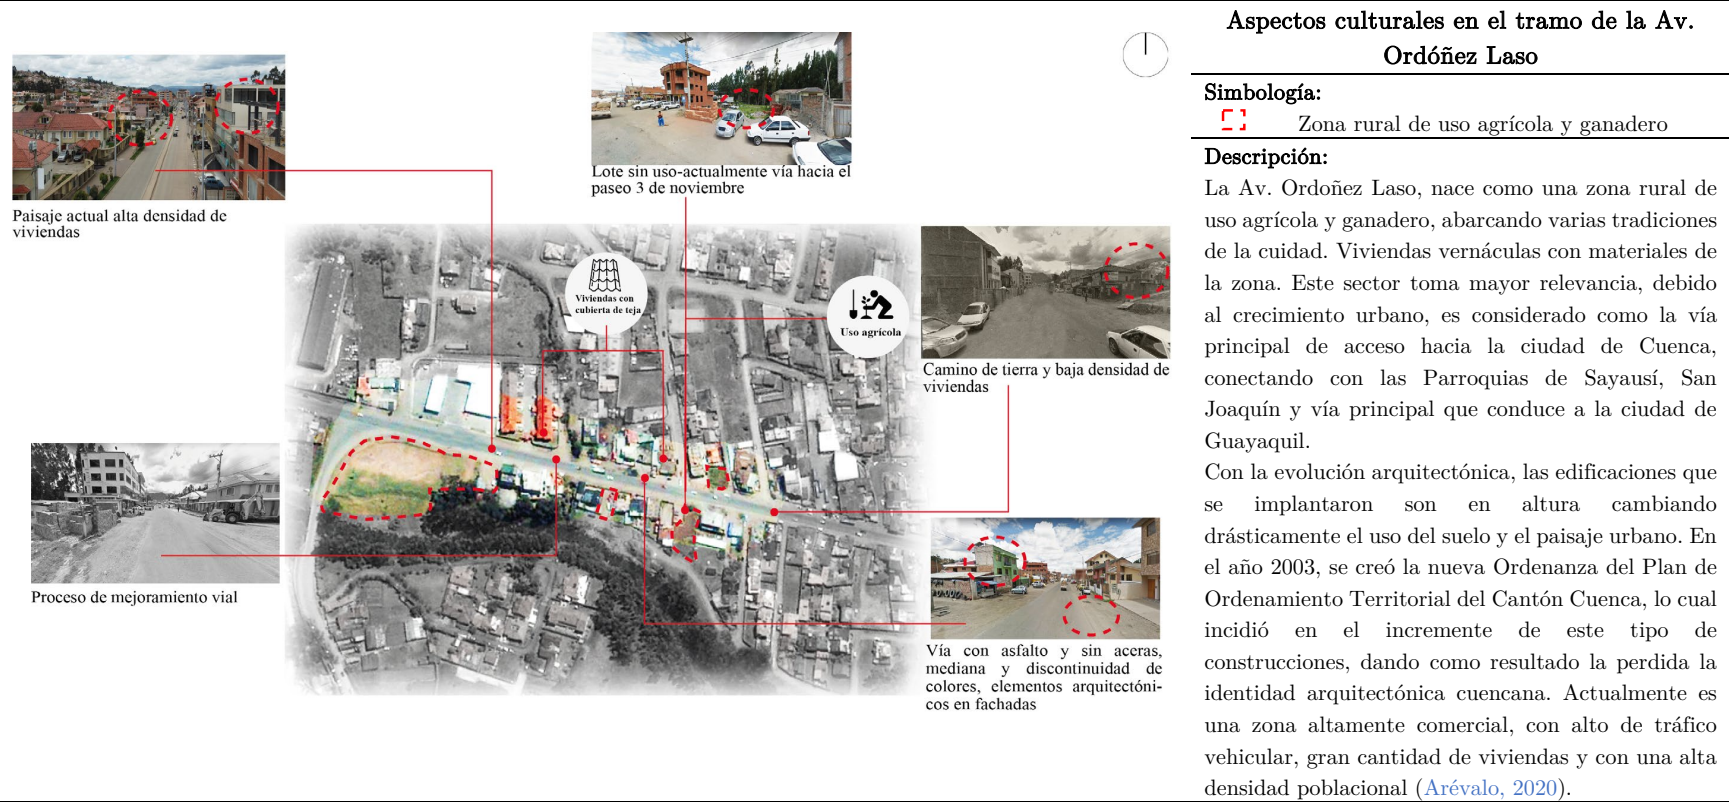 Aspectos culturales en el tramo de la Av.
Ordóñez Laso
Simbología:
Zona rural de uso agrícola y ganadero
Descripción:
La Av. Ordoñez Laso, nace como una zona rural de
uso agrícola y ganadero, abarcando varias tradiciones
de la cuidad. Viviendas vernáculas con materiales de
la zona. Este sector toma mayor relevancia, debido
al crecimiento urbano, es considerado como la vía
principal de acceso hacia la ciudad de Cuenca,
conectando con las Parroquias de Sayausí, San
Joaquín y vía principal que conduce a la ciudad de
Guayaquil.
Con la evolución arquitectónica, las edificaciones que
se implantaron son en altura cambiando
drásticamente el uso del suelo y el paisaje urbano. En
el año 2003, se creó la nueva Ordenanza del Plan de
Ordenamiento Territorial del Cantón Cuenca, lo cual
incidió en el incremente de este tipo de
construcciones, dando como resultado la perdida la
identidad arquitectónica cuencana. Actualmente es
una zona altamente comercial, con alto de tráfico
vehicular, gran cantidad de viviendas y con una alta
densidad poblacional (Arévalo, 2020).
Paisaje actual alta densidad de
viviendas
Lote sin uso-actualmente vía hacia el
paseo 3 de noviembre
Viviendas con
cubierta de teja
Uso agrícola
Camino de tierra y baja densidad de
viviendas
Proceso de mejoramiento vial
Vía con asfalto y sin aceras,
mediana y discontinuidad de
colores, elementos arquitectóni-
cos en fachadas